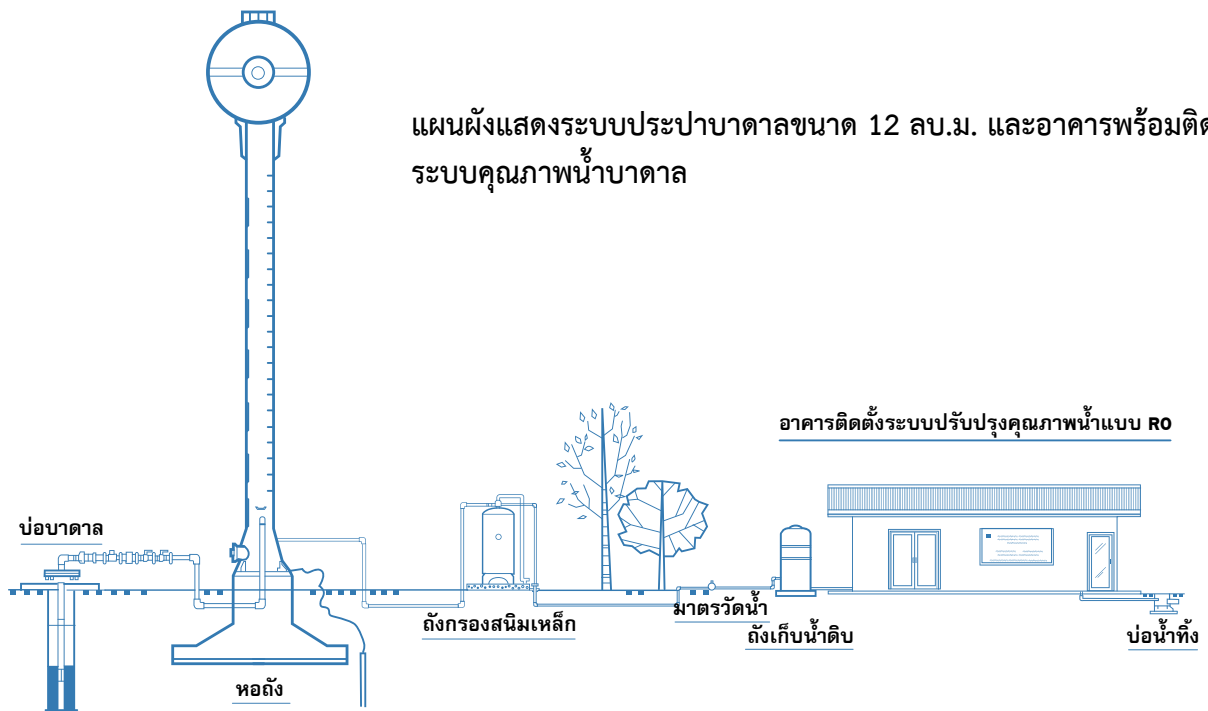 แผนผังแสดงระบบประปาบาดาลขนาด 12 ลบ.ม. และอาคารพร้อมติด
ระบบคุณภาพน้ำบาดาล
อาคารติดตั้งระบบปรับปรุงคุณภาพน้ำแบบ RO
บ่อบาดาล
ถังกรองสนิมเหล็ก
มาตรวัดน้ำ
ถังเก็บน้ำดิบ
บ่อน้ำทิ้ง
หอถัง